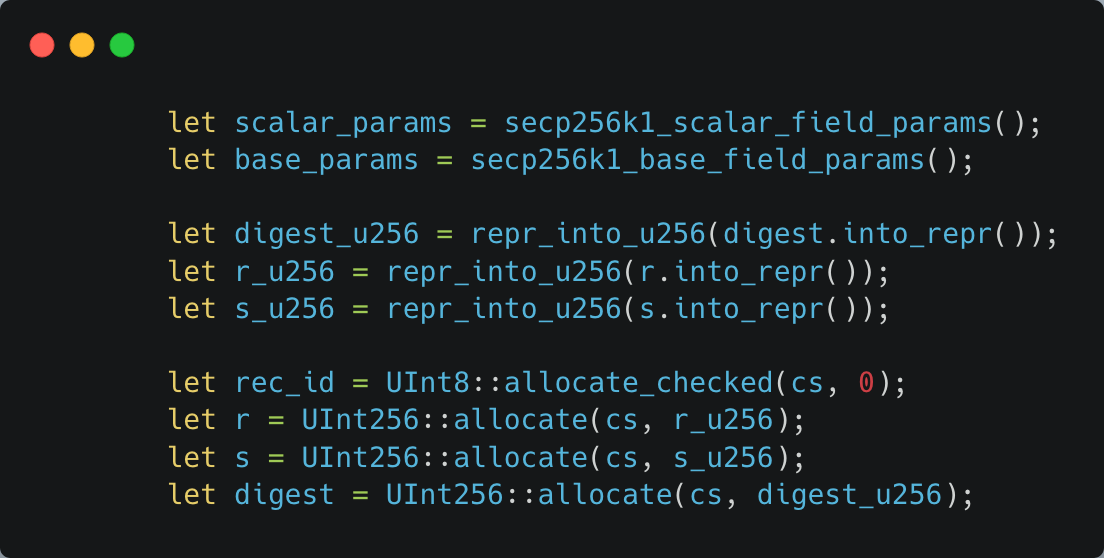 let scalar_params = secp256k1_scalar_field_params();
let base_params = secp256k1_base_field_params();
let digest_u256 = repr_into_u256(digest.into_repr());
let r_u256 = repr_into_u256(r.into_repr());
let s_u256 = repr_into_u256(s.into_repr());
let rec_id = UInt8::allocate_checked(cs, 0);
let r = UInt256::allocate(cs, r_u256);
let s = UInt256::allocate(cs, s_u256);
let digest = UInt256::allocate(cs, digest_u256);